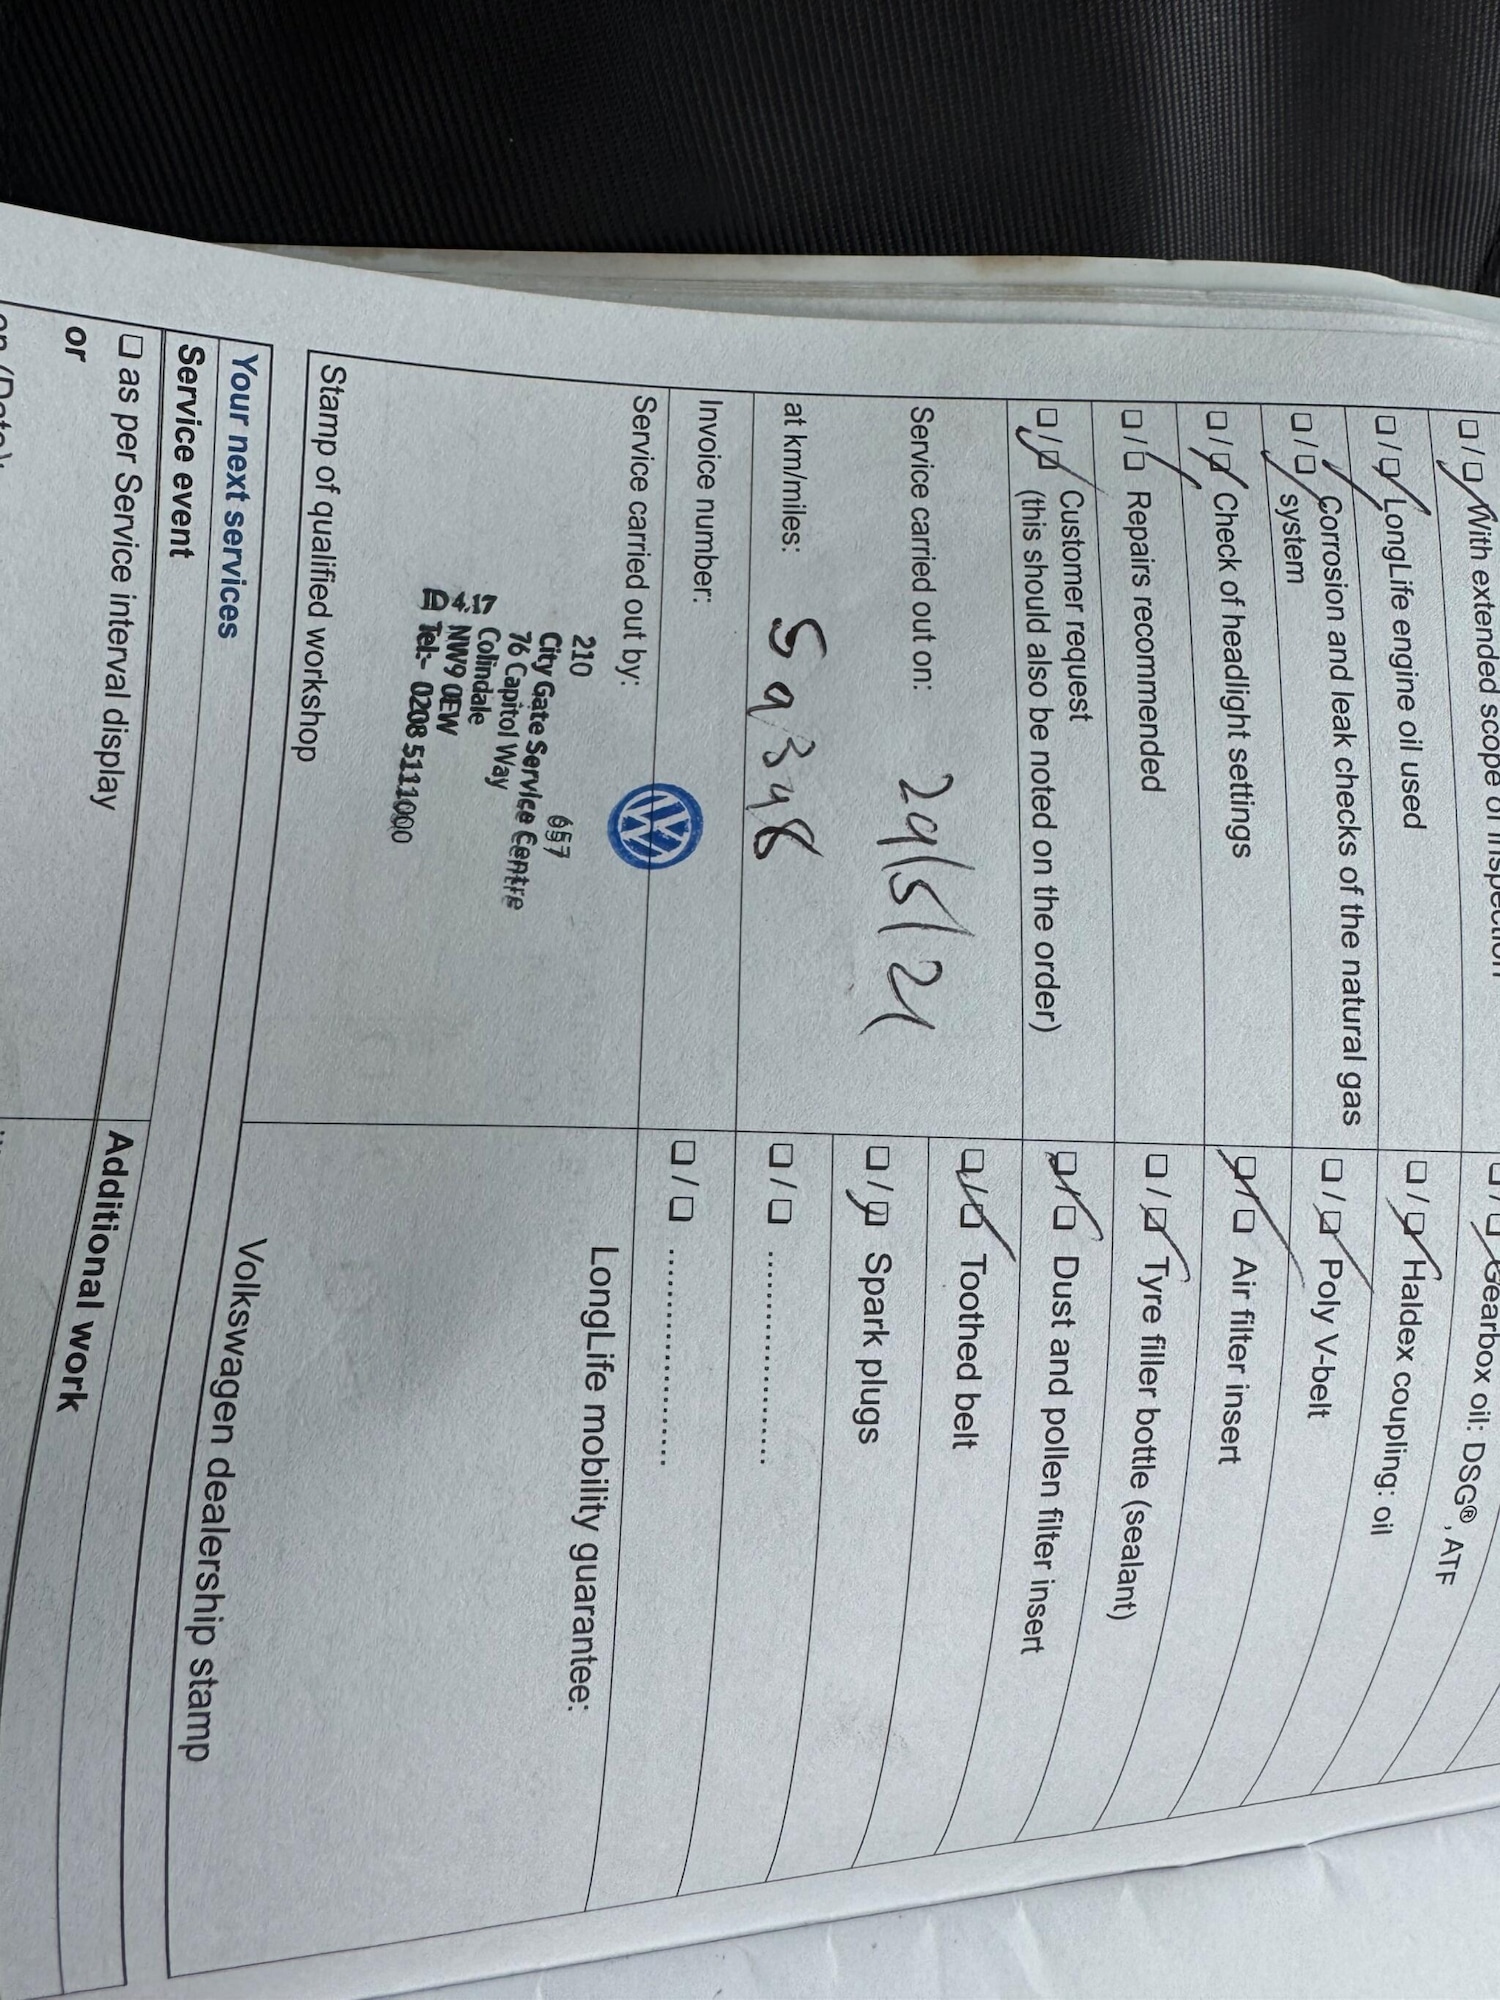 ☐ / ☑ With extended scope of inspection
☐ / ☑ LongLife engine oil used
☐ / ☑ Corrosion and leak checks of the natural gas
system
☐ / ☑ Check of headlight settings
☐ / ☑ Repairs recommended
☐ / ☑ Customer request
(this should also be noted on the order)
Service carried out on: 29/5/21
at km/miles: 59348
Invoice number:
Service carried out by:
210 657
City Gate Service Centre
76 Capitol Way
Colindale
D4.17 NW9 0EW
Tel:- 0208 5111000
Stamp of qualified workshop
Gearbox oil: DSG®, ATF
☐ / ☑ Haldex coupling: oil
☐ / ☑ Poly V-belt
☑ / ☐ Air filter insert
☐ / ☑ Tyre filler bottle (sealant)
☑ / ☐ Dust and pollen filter insert
☐ / ☑ Toothed belt
☐ / ☑ Spark plugs
☐ / ☐ ..................
☐ / ☐ ..................
LongLife mobility guarantee:
Volkswagen dealership stamp
Your next services
Service event
☐ as per Service interval display
or
Additional work